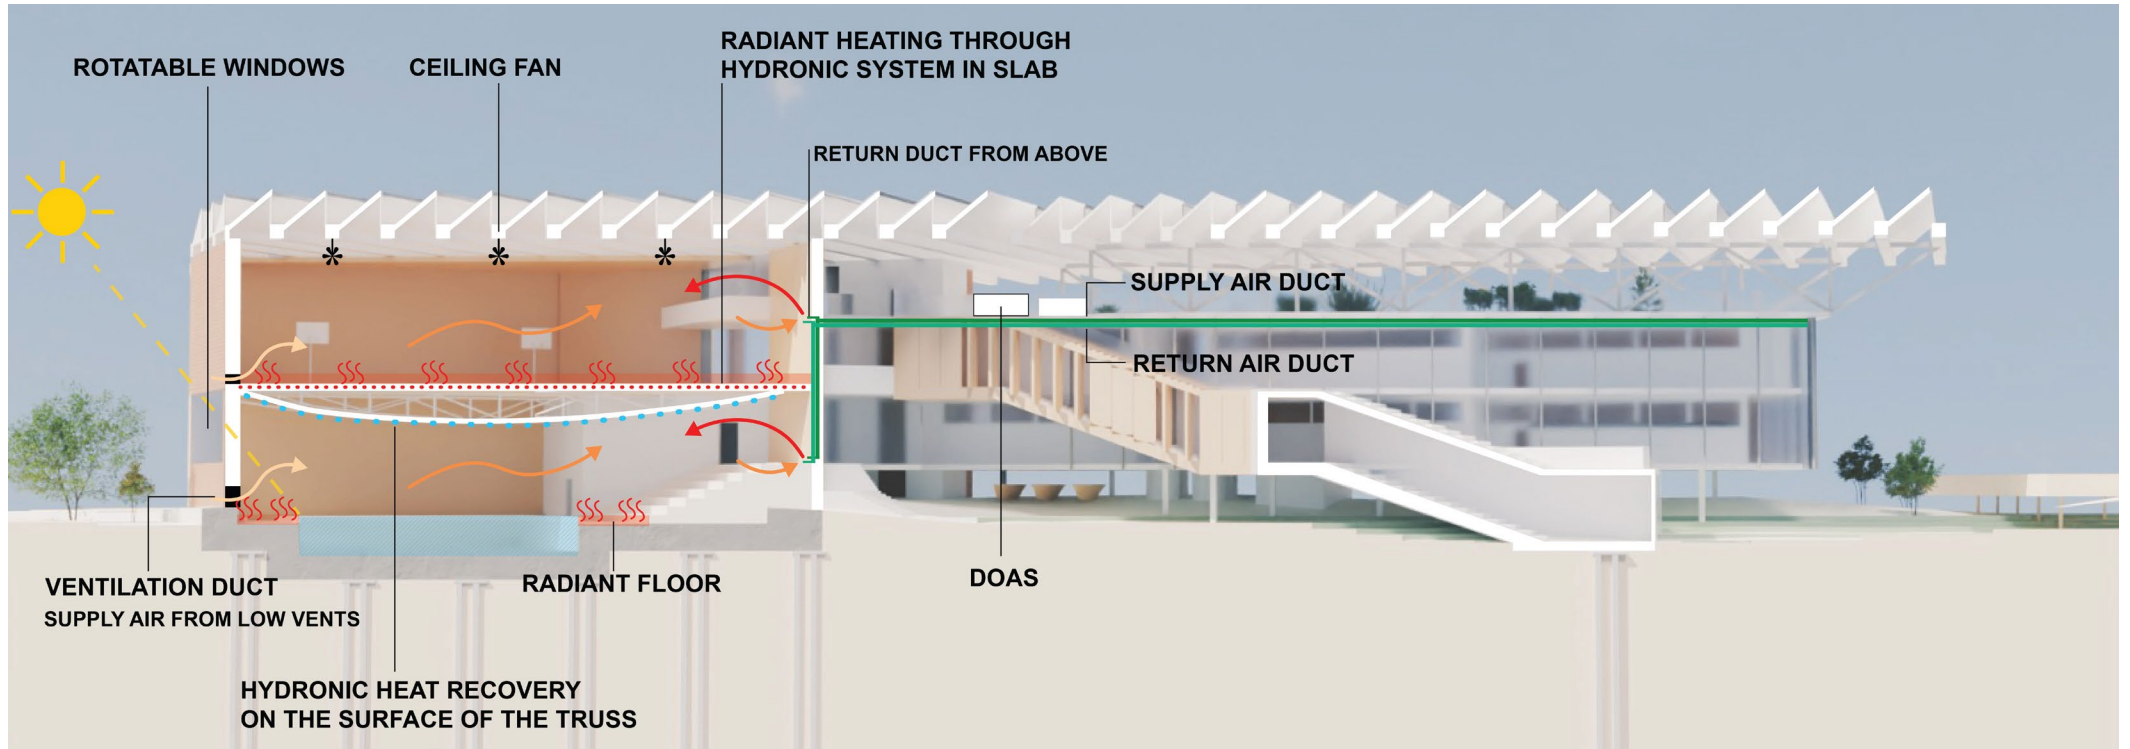 ROTATABLE WINDOWS
CEILING FAN
RADIANT HEATING THROUGH
HYDRONIC SYSTEM IN SLAB
RETURN DUCT FROM ABOVE
SUPPLY AIR DUCT
RETURN AIR DUCT
DOAS
RADIANT FLOOR
VENTILATION DUCT
SUPPLY AIR FROM LOW VENTS
HYDRONIC HEAT RECOVERY
ON THE SURFACE OF THE TRUSS